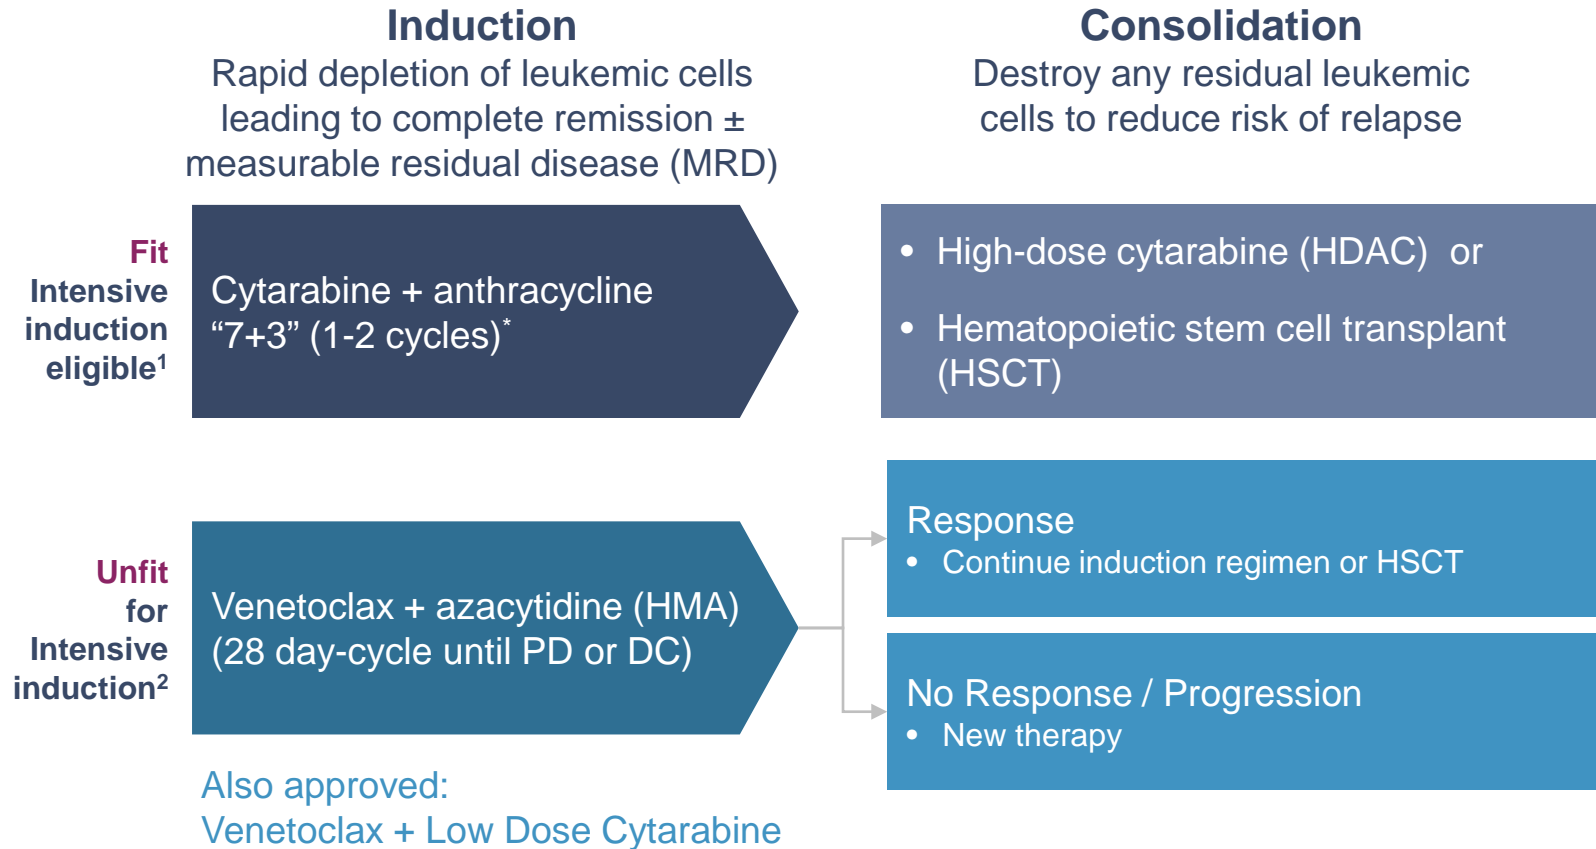 Induction
Rapid depletion of leukemic cells
leading to complete remission ±
measurable residual disease (MRD)
Consolidation
Destroy any residual leukemic
cells to reduce risk of relapse
Fit
Intensive
induction
eligible¹
Cytarabine + anthracycline
“7+3” (1-2 cycles)*
• High-dose cytarabine (HDAC) or
• Hematopoietic stem cell transplant
(HSCT)
Unfit
for
Intensive
induction²
Venetoclax + azacytidine (HMA)
(28 day-cycle until PD or DC)
Response
• Continue induction regimen or HSCT
No Response / Progression
• New therapy
Also approved:
Venetoclax + Low Dose Cytarabine